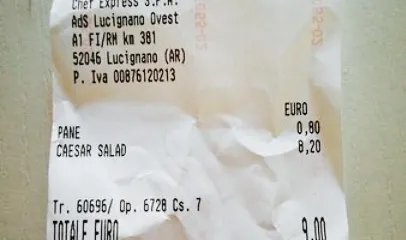 Chef Express S.P.A.
AdS Lucignano Ovest
A1 FI/RM km 381
52046 Lucignano (AR)
P. Iva 00876120213
EURO
PANE 0,80
CAESAR SALAD 8,20
Tr. 60696/ Op. 6728 Cs. 7
TOTALE EURO 9,00